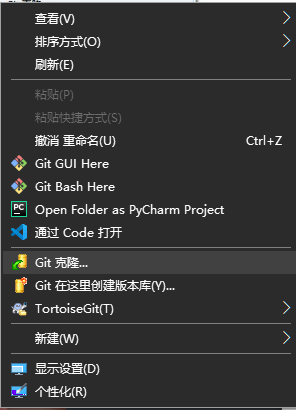 查看(V)
排序方式(O)
刷新(E)
粘贴(P)
粘贴快捷方式(S)
撤消 重命名(U) Ctrl+Z
Git GUI Here
Git Bash Here
Open Folder as PyCharm Project
通过 Code 打开
Git 克隆...
Git 在这里创建版本库(Y)...
TortoiseGit(T)
新建(W)
显示设置(D)
个性化(R)